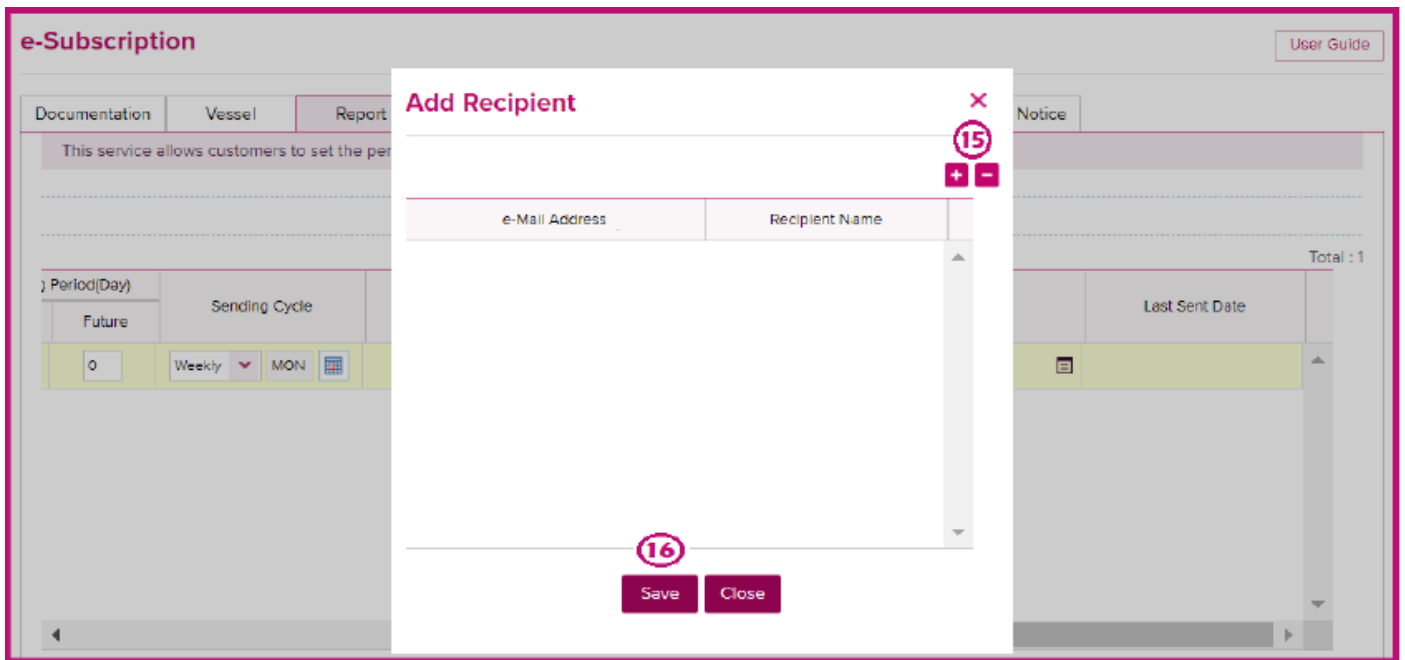 e-Subscription
User Guide
Add Recipient
Documentation
Vessel
Report
Notice
15
This service allows customers to set the per
+ −
e-Mail Address
Recipient Name
Total : 1
Period(Day)
Sending Cycle
Last Sent Date
Future
0
Weekly
MON
16
Save
Close